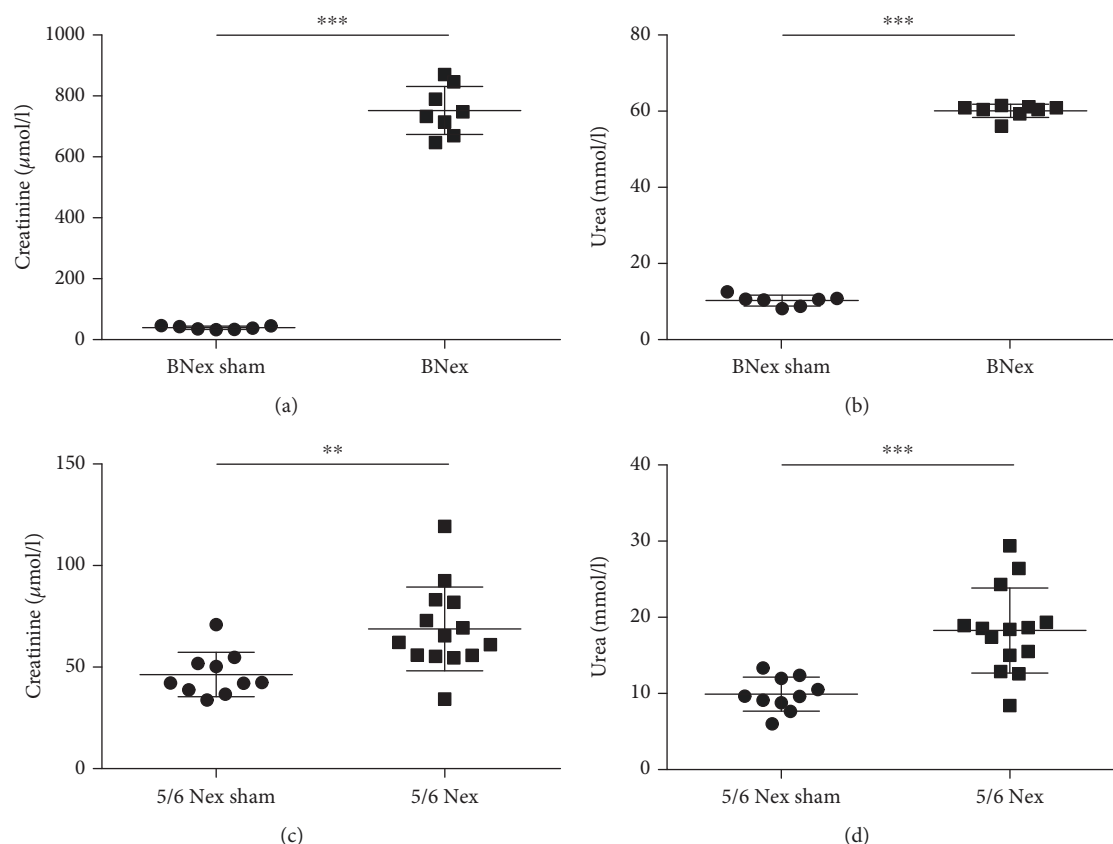 1000
800
600
400
200
0
Creatinine (µmol/l)
***
BNex sham
BNex
(a)
80
60
40
20
0
Urea (mmol/l)
***
BNex sham
BNex
(b)
150
100
50
0
Creatinine (µmol/l)
**
5/6 Nex sham
5/6 Nex
(c)
40
30
20
10
0
Urea (mmol/l)
***
5/6 Nex sham
5/6 Nex
(d)